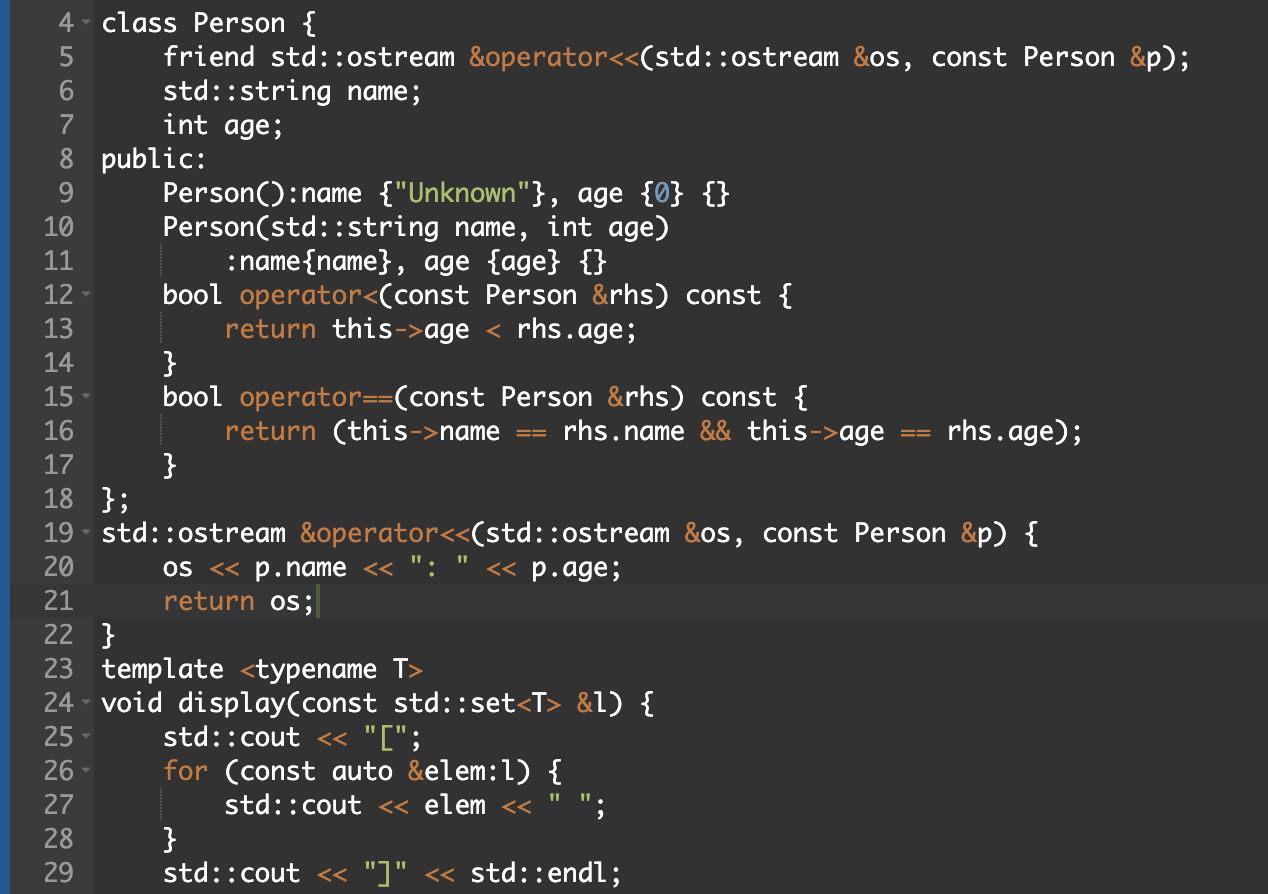 4 class Person {
5     friend std::ostream &operator<<(std::ostream &os, const Person &p);
6     std::string name;
7     int age;
8 public:
9     Person():name {"Unknown"}, age {0} {}
10     Person(std::string name, int age)
11         :name{name}, age {age} {}
12     bool operator<(const Person &rhs) const {
13         return this->age < rhs.age;
14     }
15     bool operator==(const Person &rhs) const {
16         return (this->name == rhs.name && this->age == rhs.age);
17     }
18 };
19 std::ostream &operator<<(std::ostream &os, const Person &p) {
20     os << p.name << ": " << p.age;
21     return os;
22 }
23 template <typename T>
24 void display(const std::set<T> &l) {
25     std::cout << "[";
26     for (const auto &elem:l) {
27         std::cout << elem << " ";
28     }
29     std::cout << "]" << std::endl;